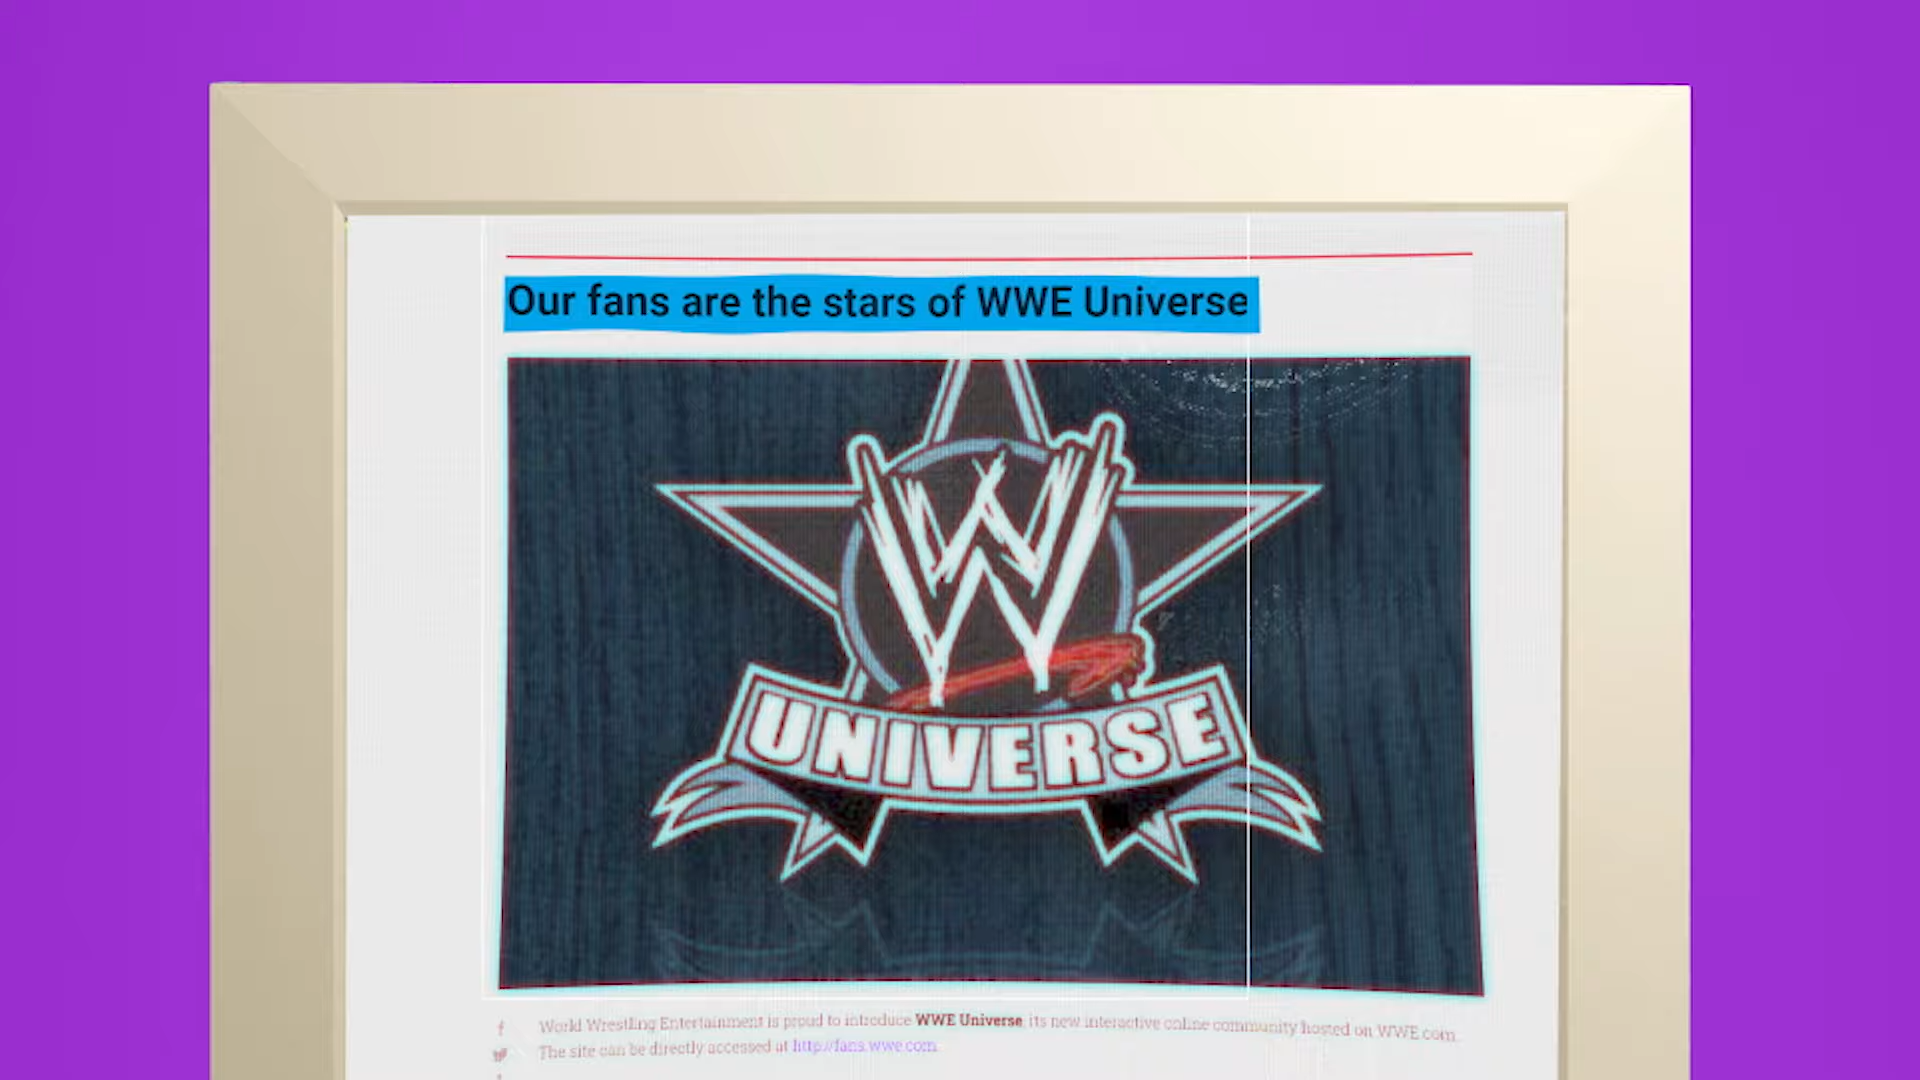 Our fans are the stars of WWE Universe
W
UNIVERSE
World Wrestling Entertainment is proud to introduce WWE Universe, its new interactive online community hosted on WWE.com.
The site can be directly accessed at http://fans.wwe.com.